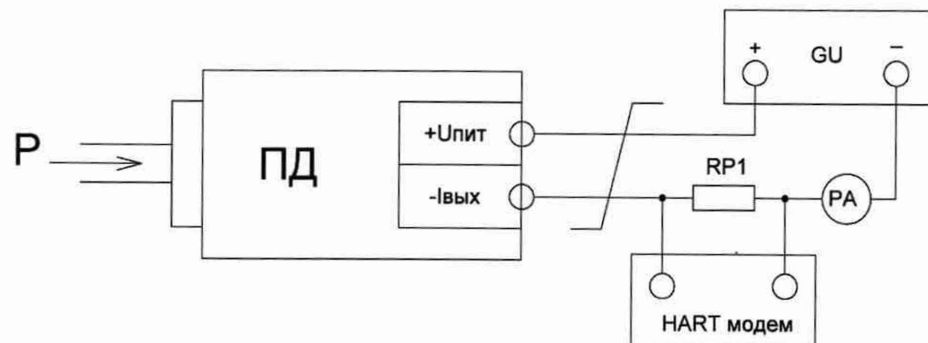 + GU –
P
ПД
+Uпит
-Iвых
RP1
PA
HART модем